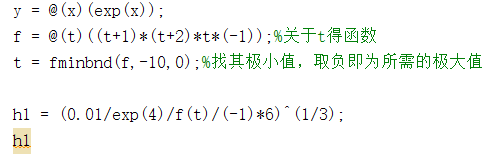 y = @(x)(exp(x));
f = @(t)((t+1)*(t+2)*t*(-1));%关于t得函数
t = fminbnd(f,-10,0);%找其极小值，取负即为所需的极大值
h1 = (0.01/exp(4)/f(t)/(-1)*6)^(1/3);
h1